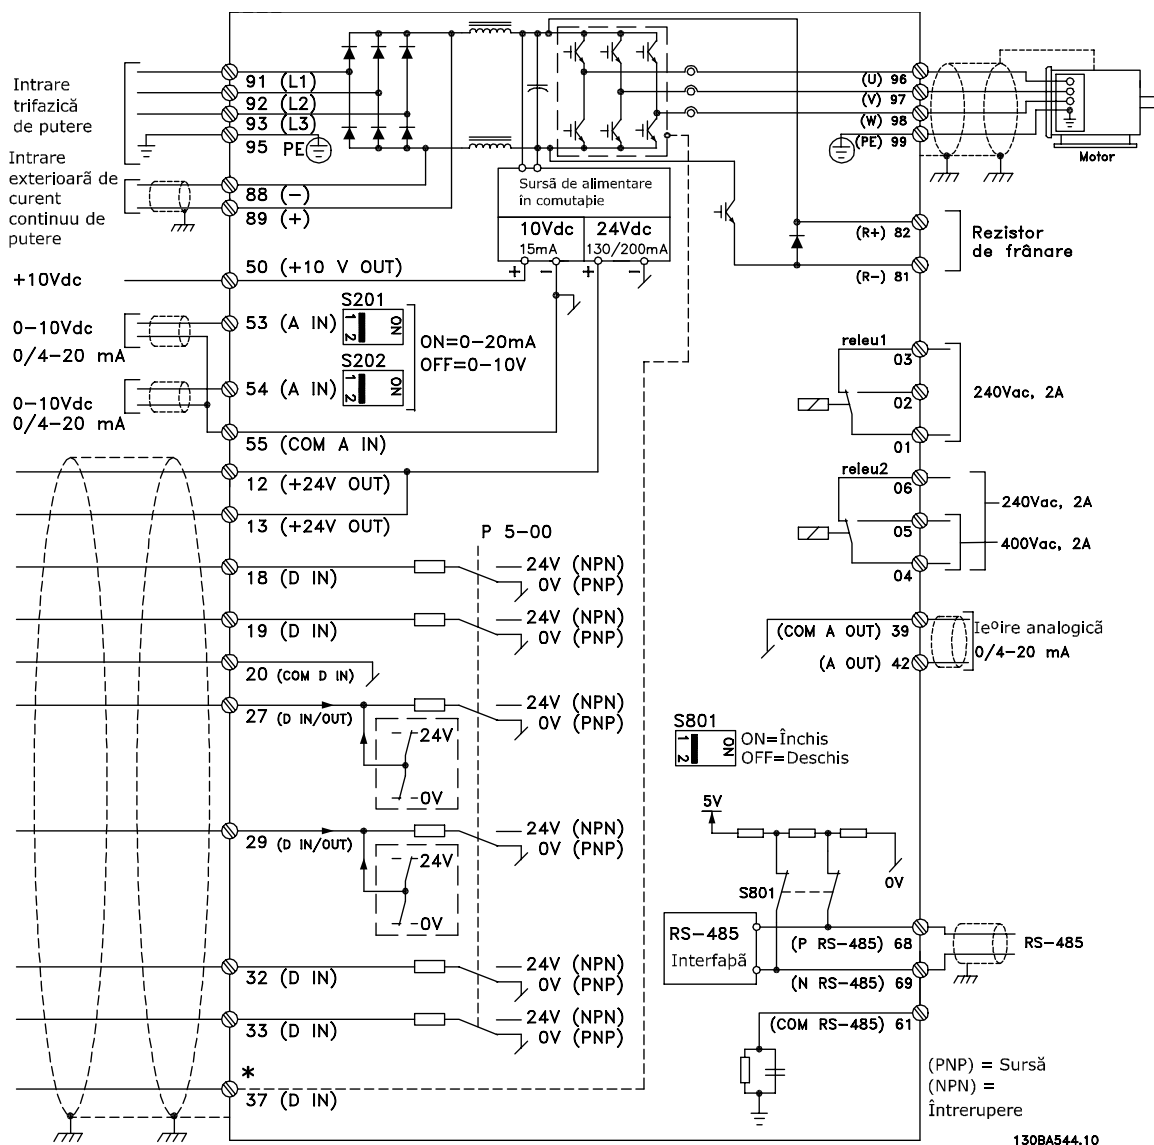 Intrare
trifazică
de putere
91 (L1)
92 (L2)
93 (L3)
95 PE
Intrare
exterioară de
curent
continuu de
putere
88 (−)
89 (+)
+10Vdc
50 (+10 V OUT)
0−10Vdc
0/4−20 mA
53 (A IN)
S201
1 2
ON
ON=0−20mA
OFF=0−10V
S202
1 2
ON
0−10Vdc
0/4−20 mA
54 (A IN)
55 (COM A IN)
12 (+24V OUT)
13 (+24V OUT)
Sursă de alimentare
in comutaþie
10Vdc
15mA
24Vdc
130/200mA
+ − + −
(U) 96
(V) 97
(W) 98
(PE) 99
Motor
(R+) 82
Rezistor
de frânare
(R−) 81
releu1
03
02
01
240Vac, 2A
releu2
06
05
04
240Vac, 2A
400Vac, 2A
P 5-00
18 (D IN)
24V (NPN)
0V (PNP)
19 (D IN)
24V (NPN)
0V (PNP)
20 (COM D IN)
27 (D IN/OUT)
24V (NPN)
0V (PNP)
24V
0V
29 (D IN/OUT)
24V (NPN)
0V (PNP)
24V
0V
32 (D IN)
24V (NPN)
0V (PNP)
33 (D IN)
24V (NPN)
0V (PNP)
*
37 (D IN)
(COM A OUT) 39
(A OUT) 42
Ieºire analogică
0/4−20 mA
S801
1 2
ON
ON=Închis
OFF=Deschis
5V
0V
S801
RS−485
Interfaþă
(P RS−485) 68
RS−485
(N RS−485) 69
(COM RS−485) 61
(PNP) = Sursă
(NPN) =
Întrerupere
130BA544.10